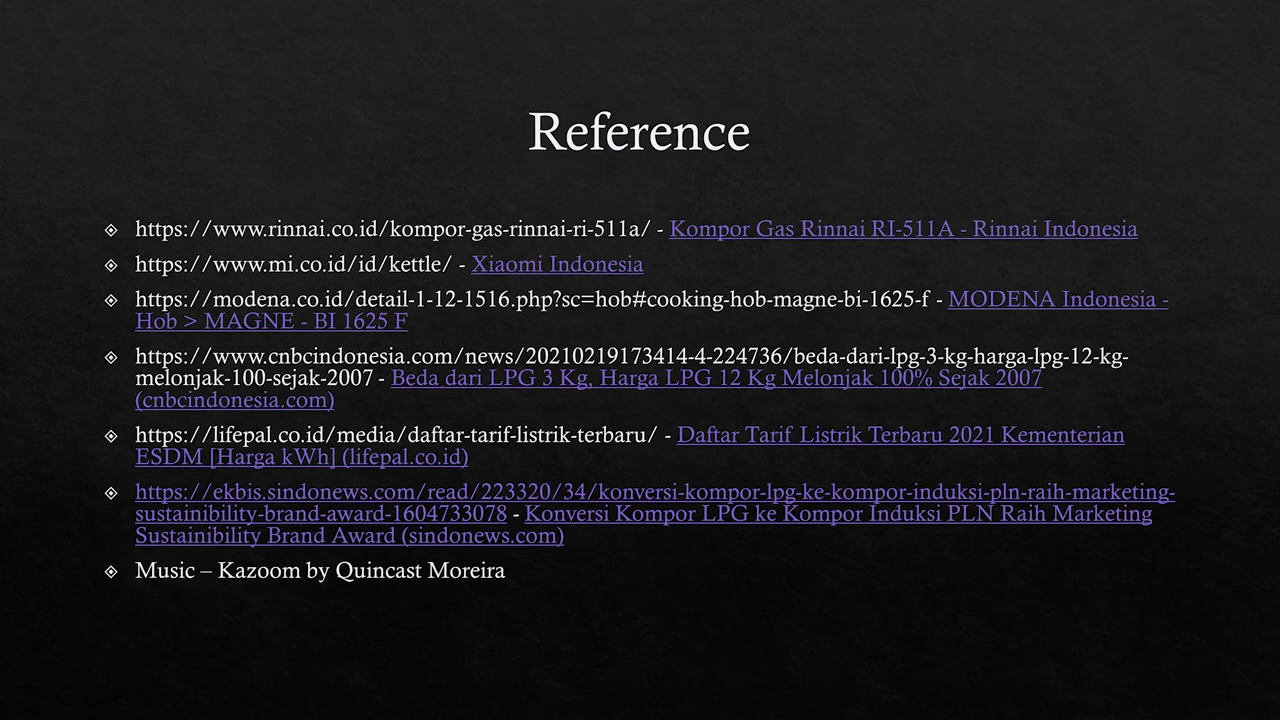 Reference
https://www.rinnai.co.id/kompor-gas-rinnai-ri-511a/ - Kompor Gas Rinnai RI-511A - Rinnai Indonesia
https://www.mi.co.id/id/kettle/ - Xiaomi Indonesia
https://modena.co.id/detail-1-12-1516.php?sc=hob#cooking-hob-magne-bi-1625-f - MODENA Indonesia -
Hob > MAGNE - BI 1625 F
https://www.cnbcindonesia.com/news/20210219173414-4-224736/beda-dari-lpg-3-kg-harga-lpg-12-kg-
melonjak-100-sejak-2007 - Beda dari LPG 3 Kg, Harga LPG 12 Kg Melonjak 100% Sejak 2007
(cnbcindonesia.com)
https://lifepal.co.id/media/daftar-tarif-listrik-terbaru/ - Daftar Tarif Listrik Terbaru 2021 Kementerian
ESDM [Harga kWh] (lifepal.co.id)
https://ekbis.sindonews.com/read/223320/34/konversi-kompor-lpg-ke-kompor-induksi-pln-raih-marketing-
sustainibility-brand-award-1604733078 - Konversi Kompor LPG ke Kompor Induksi PLN Raih Marketing
Sustainibility Brand Award (sindonews.com)
Music – Kazoom by Quincast Moreira